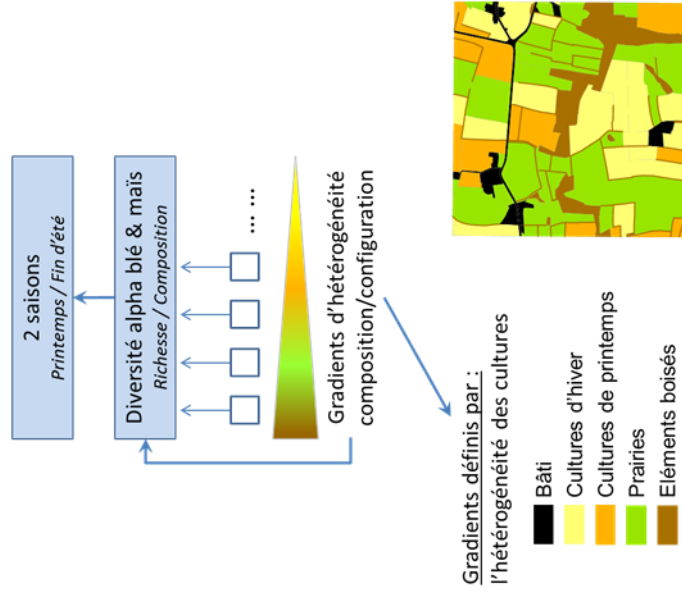 2 saisons
Printemps / Fin d'été
Diversité alpha blé & maïs
Richesse / Composition
... ...
Gradients d'hétérogénéité
composition/configuration
Gradients définis par :
l'hétérogénéité des cultures
Bâti
Cultures d'hiver
Cultures de printemps
Prairies
Eléments boisés